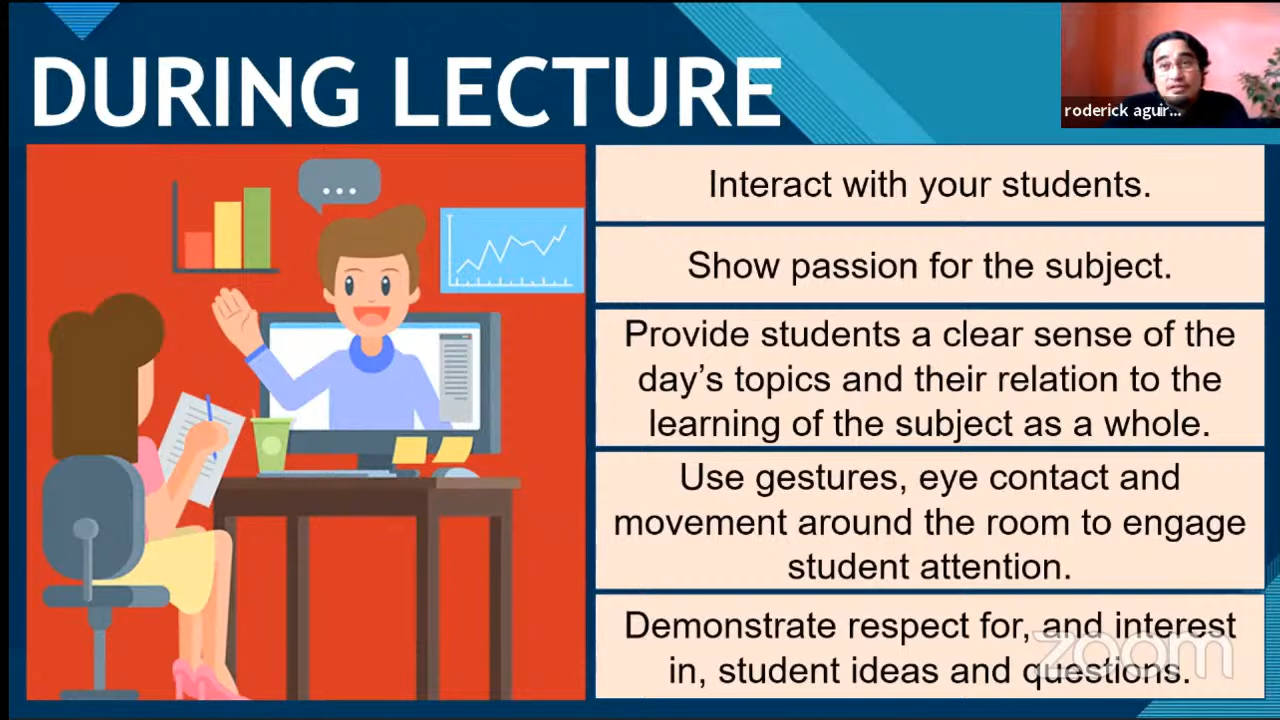 DURING LECTURE
roderick aguir...
Interact with your students.
Show passion for the subject.
Provide students a clear sense of the
day's topics and their relation to the
learning of the subject as a whole.
Use gestures, eye contact and
movement around the room to engage
student attention.
Demonstrate respect for, and interest
in, student ideas and questions.
zoom